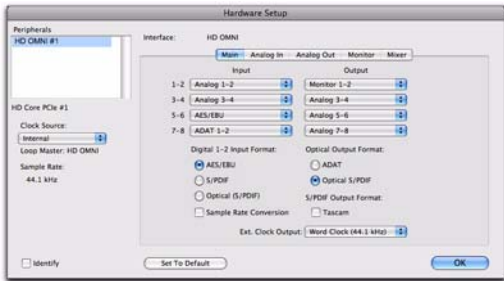 Hardware Setup
Peripherals
HD OMNI #1
Interface: HD OMNI
Main Analog In Analog Out Monitor Mixer
Input Output
1-2 Analog 1-2 Monitor 1-2
3-4 Analog 3-4 Analog 3-4
5-6 AES/EBU Analog 5-6
7-8 ADAT 1-2 Analog 7-8
HD Core PCIe #1
Clock Source:
Internal
Loop Master: HD OMNI
Sample Rate:
44.1 kHz
Digital 1-2 Input Format: Optical Output Format:
AES/EBU ADAT
S/PDIF Optical S/PDIF
Optical (S/PDIF) S/PDIF Output Format:
Sample Rate Conversion Tascam
Ext. Clock Output: Word Clock (44.1 kHz)
Identify Set To Default OK